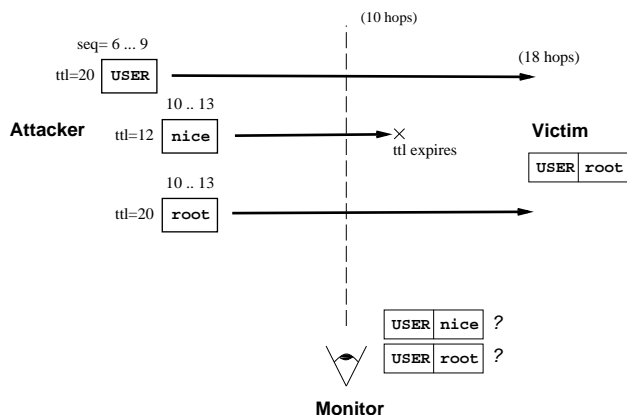 (10 hops)
seq= 6 ... 9
(18 hops)
ttl=20 USER
10 .. 13
Attacker
ttl=12 nice
ttl expires
Victim
USER root
10 .. 13
ttl=20 root
USER nice ?
USER root ?
Monitor